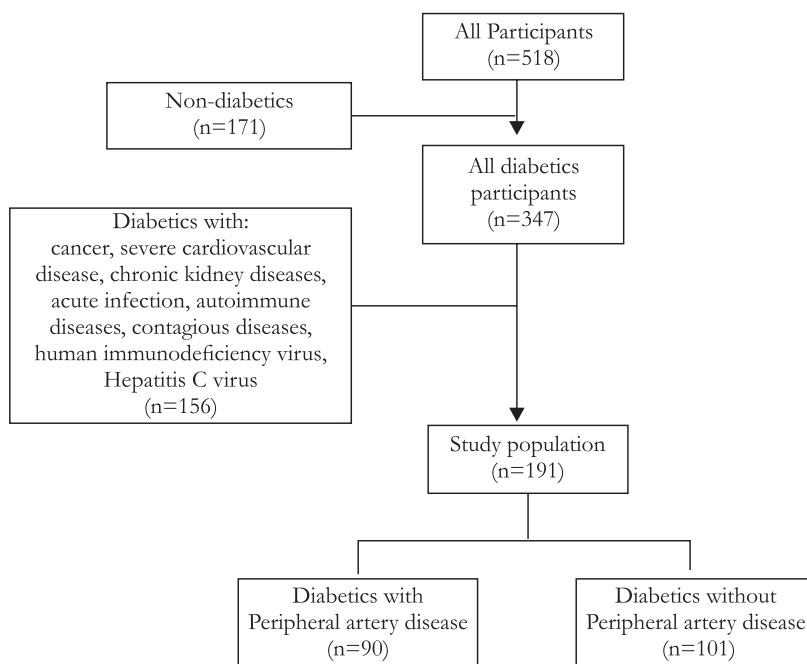 All Participants
(n=518)
Non-diabetics
(n=171)
All diabetics
participants
(n=347)
Diabetics with:
cancer, severe cardiovascular
disease, chronic kidney diseases,
acute infection, autoimmune
diseases, contagious diseases,
human immunodeficiency virus,
Hepatitis C virus
(n=156)
Study population
(n=191)
Diabetics with
Peripheral artery disease
(n=90)
Diabetics without
Peripheral artery disease
(n=101)